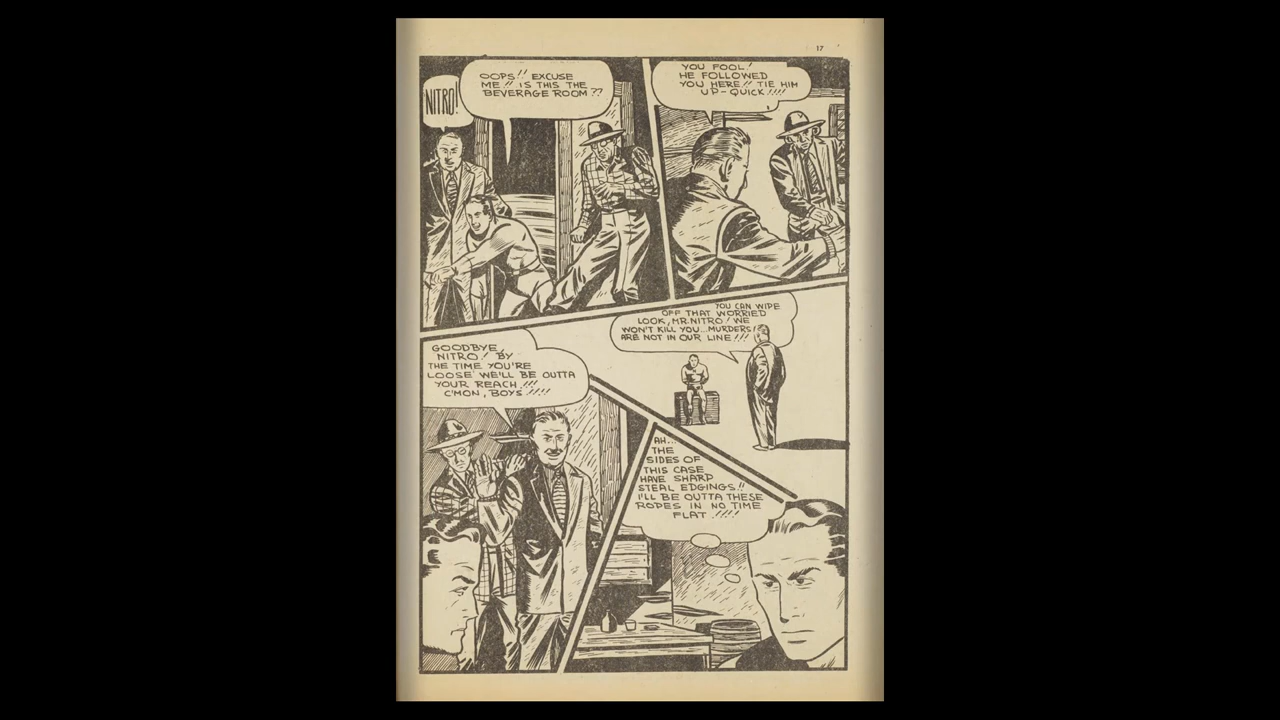 17
NITRO!
OOPS!! EXCUSE
ME!! IS THIS THE
BEVERAGE ROOM??
YOU FOOL!
HE FOLLOWED
YOU HERE!! TIE HIM
UP-QUICK!!!!
YOU CAN WIPE
OFF THAT WORRIED
LOOK, MR. NITRO! WE
WON'T KILL YOU...MURDERS
ARE NOT IN OUR LINE!!!
GOODBYE,
NITRO! BY
THE TIME YOU'RE
LOOSE WE'LL BE OUTTA
YOUR REACH!!!
C'MON, BOYS!!!!
AH...
THE
SIDES OF
THIS CASE
HAVE SHARP
STEAL EDGINGS!!
I'LL BE OUTTA THESE
ROPES IN NO TIME
FLAT!!!!